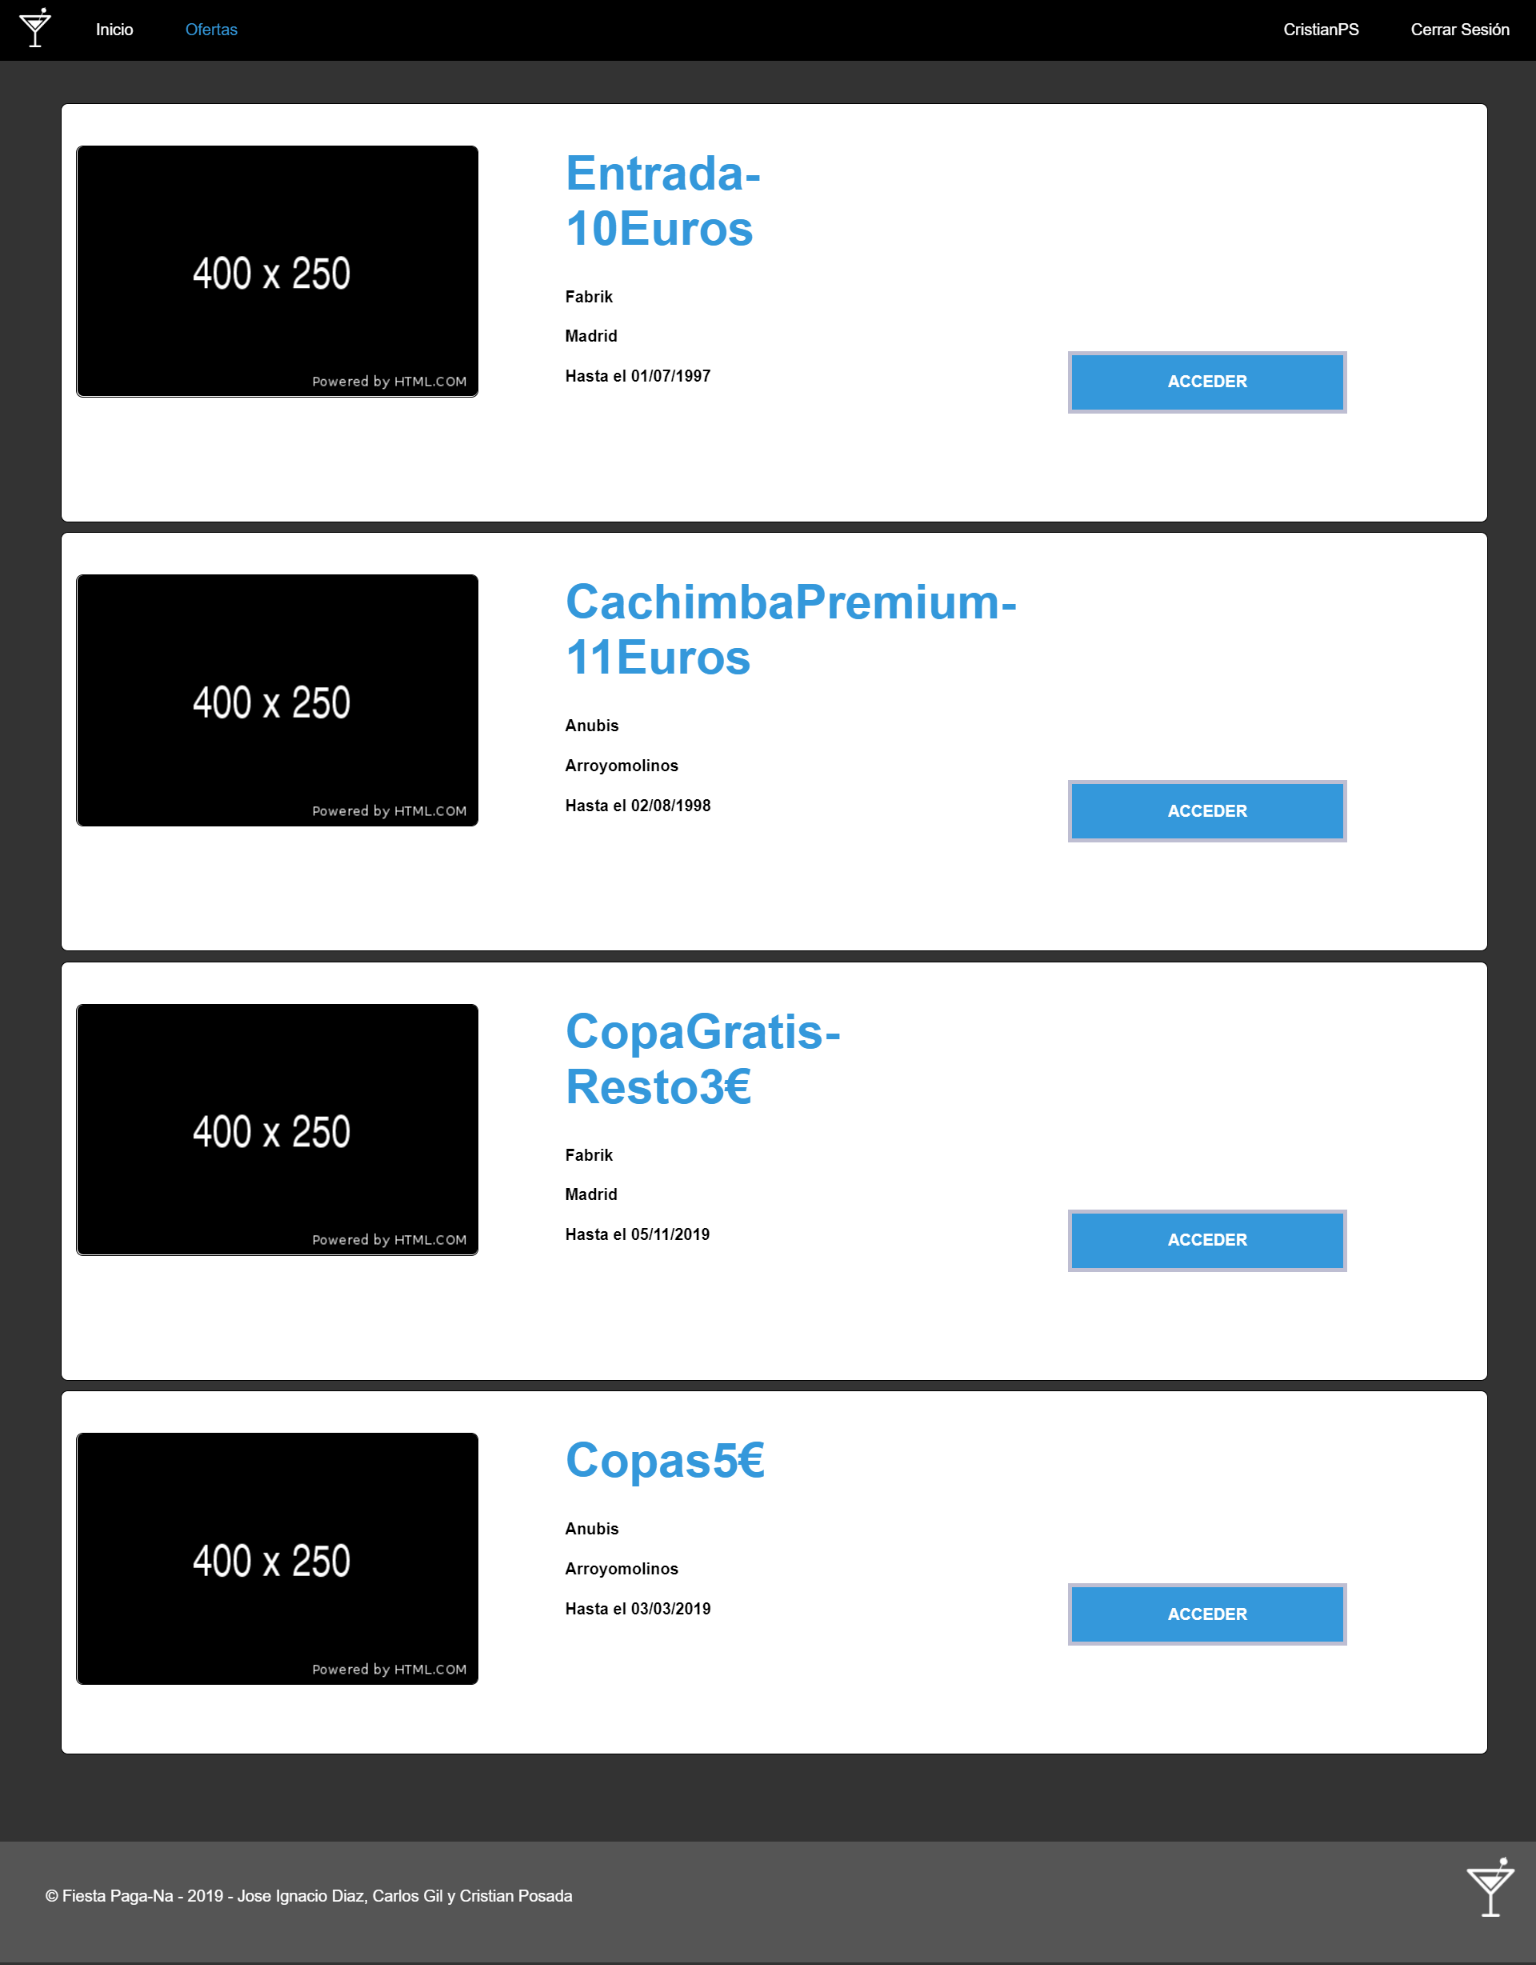 Inicio Ofertas CristianPS Cerrar Sesión
400 x 250
Powered by HTML.COM
Entrada-
10Euros
Fabrik
Madrid
Hasta el 01/07/1997
ACCEDER
400 x 250
Powered by HTML.COM
CachimbaPremium-
11Euros
Anubis
Arroyomolinos
Hasta el 02/08/1998
ACCEDER
400 x 250
Powered by HTML.COM
CopaGratis-
Resto3€
Fabrik
Madrid
Hasta el 05/11/2019
ACCEDER
400 x 250
Powered by HTML.COM
Copas5€
Anubis
Arroyomolinos
Hasta el 03/03/2019
ACCEDER
© Fiesta Paga-Na - 2019 - Jose Ignacio Diaz, Carlos Gil y Cristian Posada